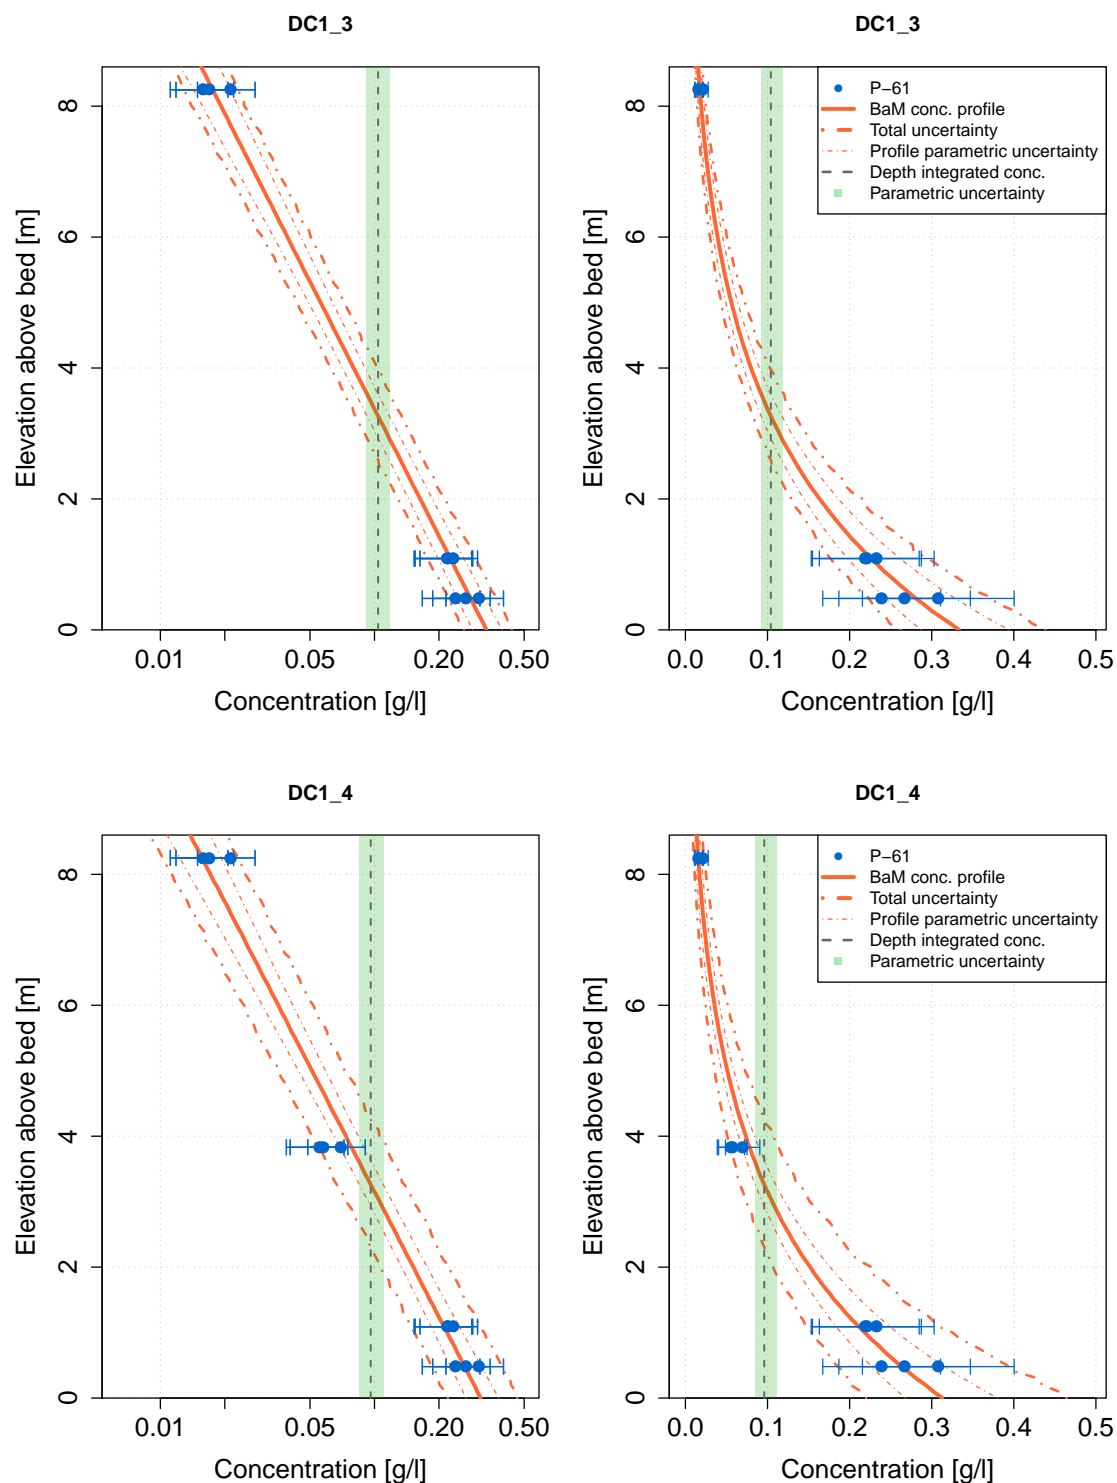 DC1_3
8
6
4
2
0
Elevation above bed [m]
0.01
0.05
0.20
0.50
Concentration [g/l]
DC1_3
P−61
BaM conc. profile
Total uncertainty
Profile parametric uncertainty
Depth integrated conc.
Parametric uncertainty
8
6
4
2
0
Elevation above bed [m]
0.0
0.1
0.2
0.3
0.4
0.5
Concentration [g/l]
DC1_4
8
6
4
2
0
Elevation above bed [m]
0.01
0.05
0.20
0.50
Concentration [g/l]
DC1_4
P−61
BaM conc. profile
Total uncertainty
Profile parametric uncertainty
Depth integrated conc.
Parametric uncertainty
8
6
4
2
0
Elevation above bed [m]
0.0
0.1
0.2
0.3
0.4
0.5
Concentration [g/l]